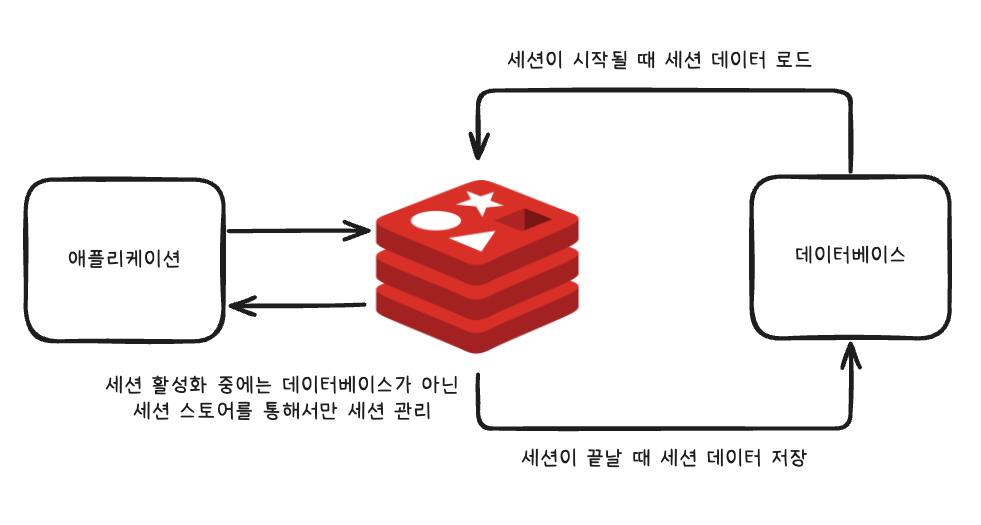 세션이 시작될 때 세션 데이터 로드
애플리케이션
데이터베이스
세션 활성화 중에는 데이터베이스가 아닌
세션 스토어를 통해서만 세션 관리
세션이 끝날 때 세션 데이터 저장